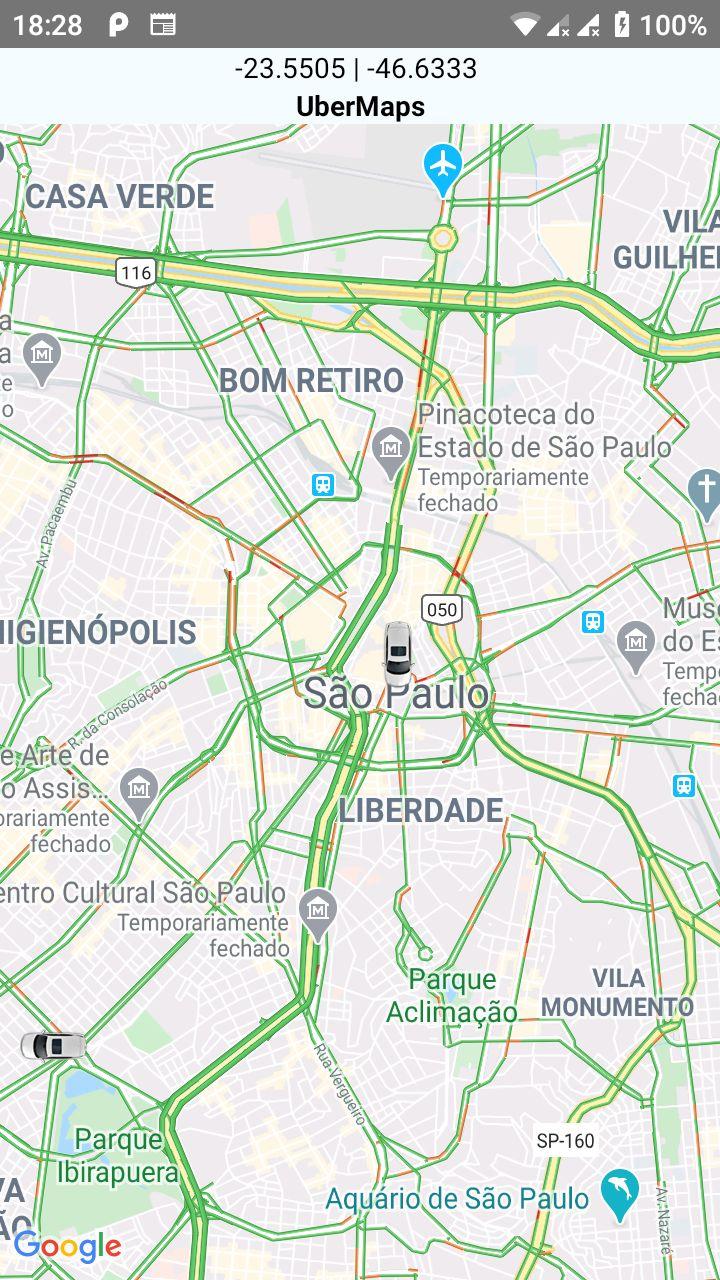 18:28
100%
-23.5505 | -46.6333
UberMaps
CASA VERDE
VILA
GUILHE
116
a
a
te
o
BOM RETIRO
Pinacoteca do
Estado de São Paulo
Temporariamente
fechado
Av. Pacaembu
050
HIGIENÓPOLIS
Muse
do Es
Temp
fecha
São Paulo
R. da Consolação
e Arte de
o Assis...
orariamente
fechado
LIBERDADE
entro Cultural São Paulo
Temporariamente
fechado
Parque
Aclimação
VILA
MONUMENTO
Rua Vergueiro
Parque
Ibirapuera
SP-160
Aquário de São Paulo
Av. Nazaré
VA
ÃO
Google